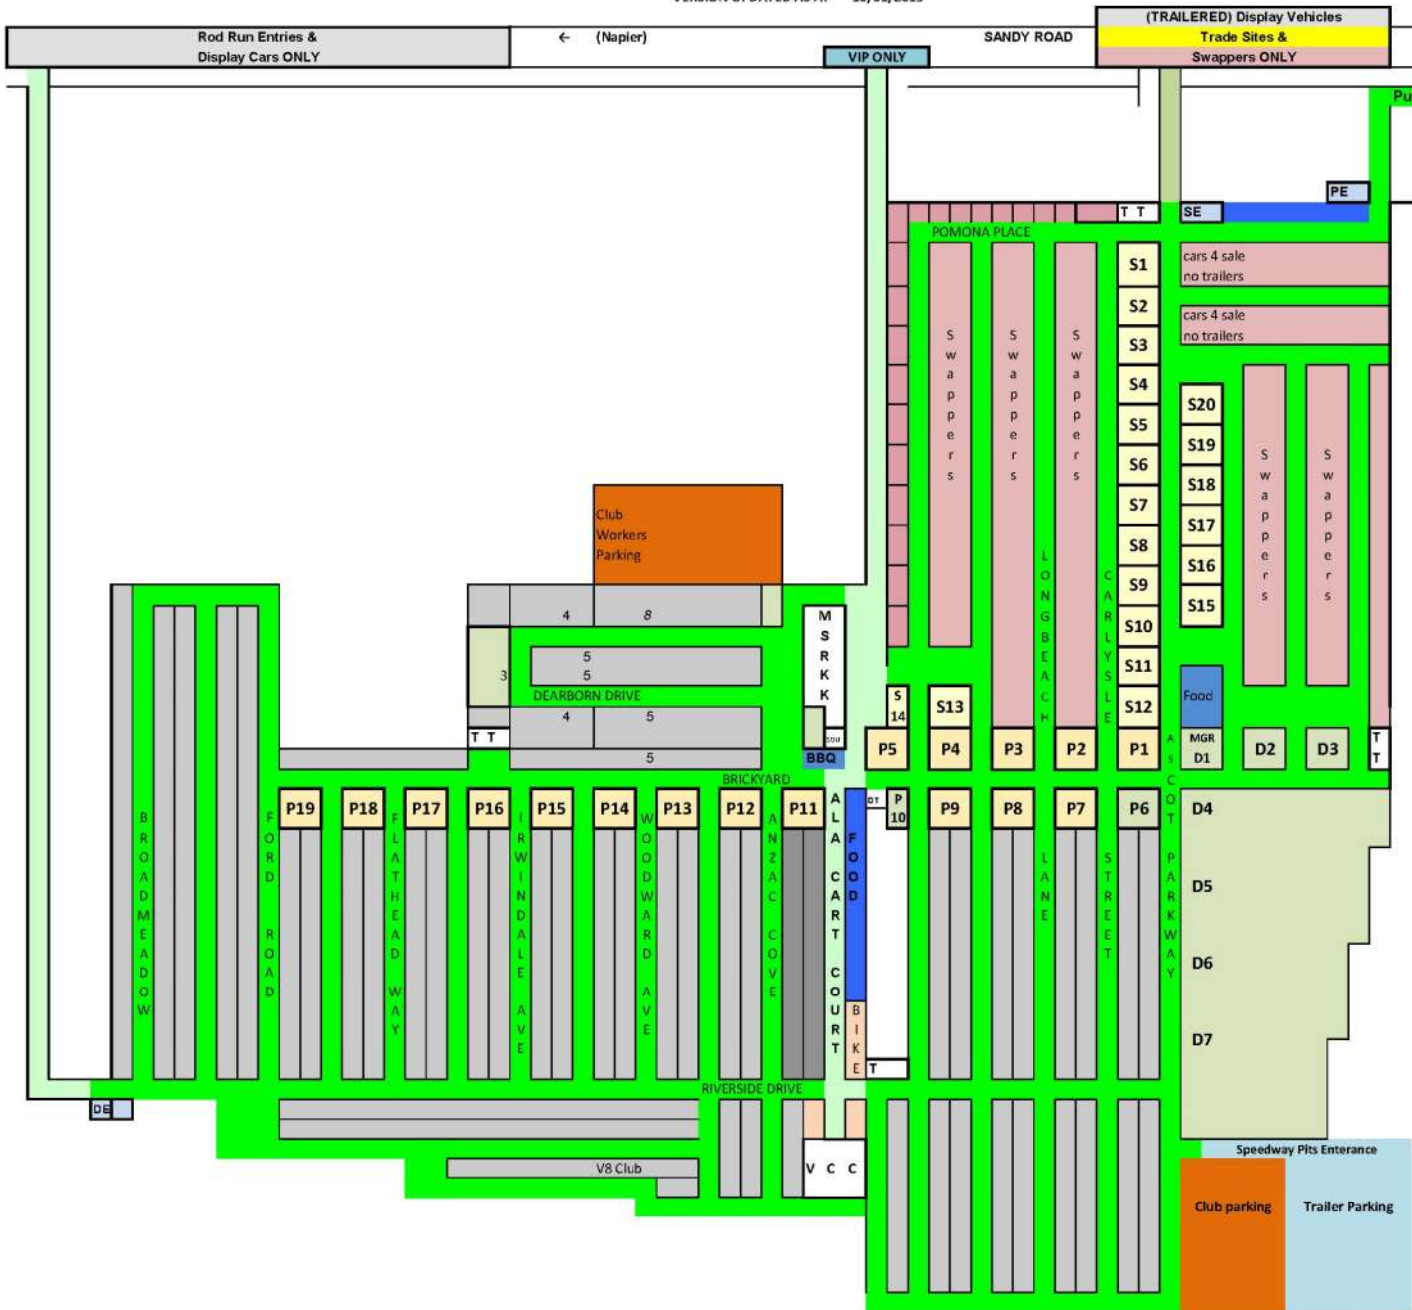 (TRAILERED) Display Vehicles
Rod Run Entries &
Display Cars ONLY
← (Napier)
SANDY ROAD
Trade Sites &
Swappers ONLY
VIP ONLY
Pu
PE
T T
SE
POMONA PLACE
S1
cars 4 sale
no trailers
S2
cars 4 sale
no trailers
S3
Swappers
Swappers
Swappers
S4
S20
S5
S19
S6
S18
S7
S17
S8
S16
S9
S15
S10
S11
S12
Swappers
Swappers
Club
Workers
Parking
4
8
MSRKK
5
5
3
DEARBORN DRIVE
4
5
T T
5
BBQ
S
14
S13
Food
P5
P4
P3
P2
P1
MGR
D1
D2
D3
T
T
BRICKYARD
P19
P18
P17
P16
P15
P14
P13
P12
P11
DT
P
10
P9
P8
P7
P6
D4
D5
D6
D7
BROADMEADOW
FORD ROAD
FLATHEAD WAY
IRWINDALE AVE
WOODWARD AVE
ANZAC COVE
ALA CART COURT
FOOD
BIKE
T
LONGBEACH LANE
CARLYSLE STREET
AsCOT PARKWAY
RIVERSIDE DRIVE
DE
V8 Club
V C C
Speedway Pits Enterance
Club parking
Trailer Parking